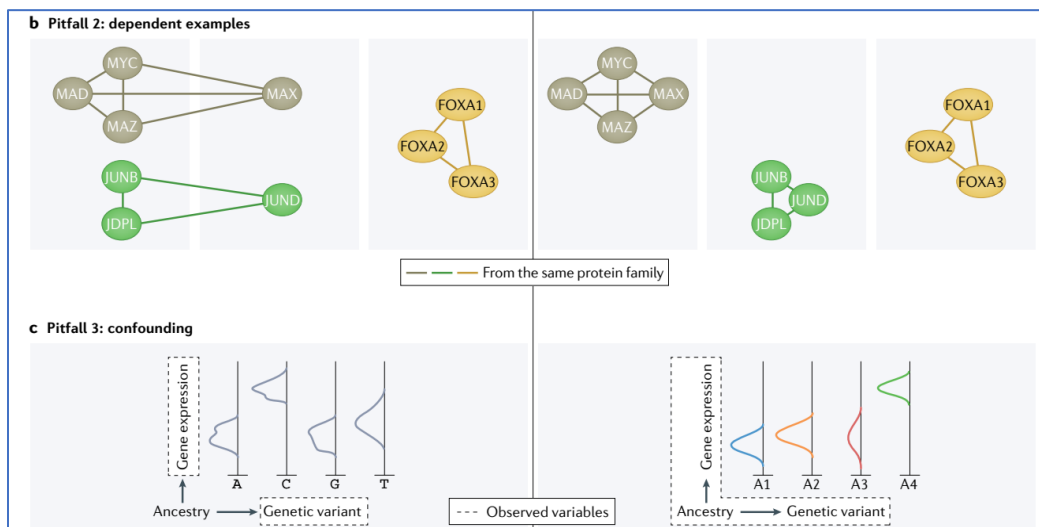 b Pitfall 2: dependent examples
MYC
MAD
MAX
MAZ
JUNB
JUND
JDPL
FOXA1
FOXA2
FOXA3
MYC
MAD
MAX
MAZ
JUNB
JUND
JDPL
FOXA1
FOXA2
FOXA3
From the same protein family
c Pitfall 3: confounding
Gene expression
A C G T
Ancestry
Genetic variant
Observed variables
Gene expression
A1 A2 A3 A4
Ancestry
Genetic variant